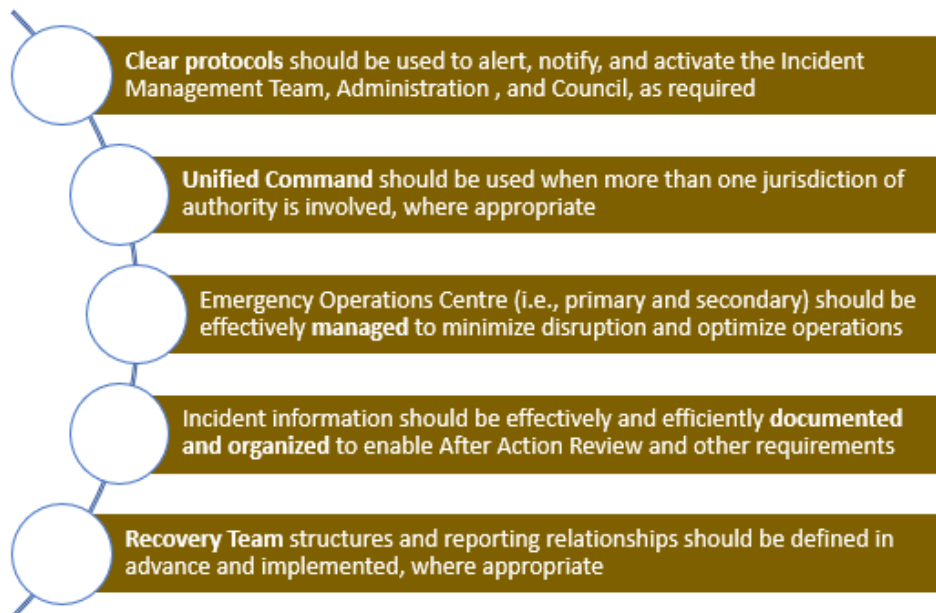 Clear protocols should be used to alert, notify, and activate the Incident
Management Team, Administration , and Council, as required
Unified Command should be used when more than one jurisdiction of
authority is involved, where appropriate
Emergency Operations Centre (i.e., primary and secondary) should be
effectively managed to minimize disruption and optimize operations
Incident information should be effectively and efficiently documented
and organized to enable After Action Review and other requirements
Recovery Team structures and reporting relationships should be defined in
advance and implemented, where appropriate